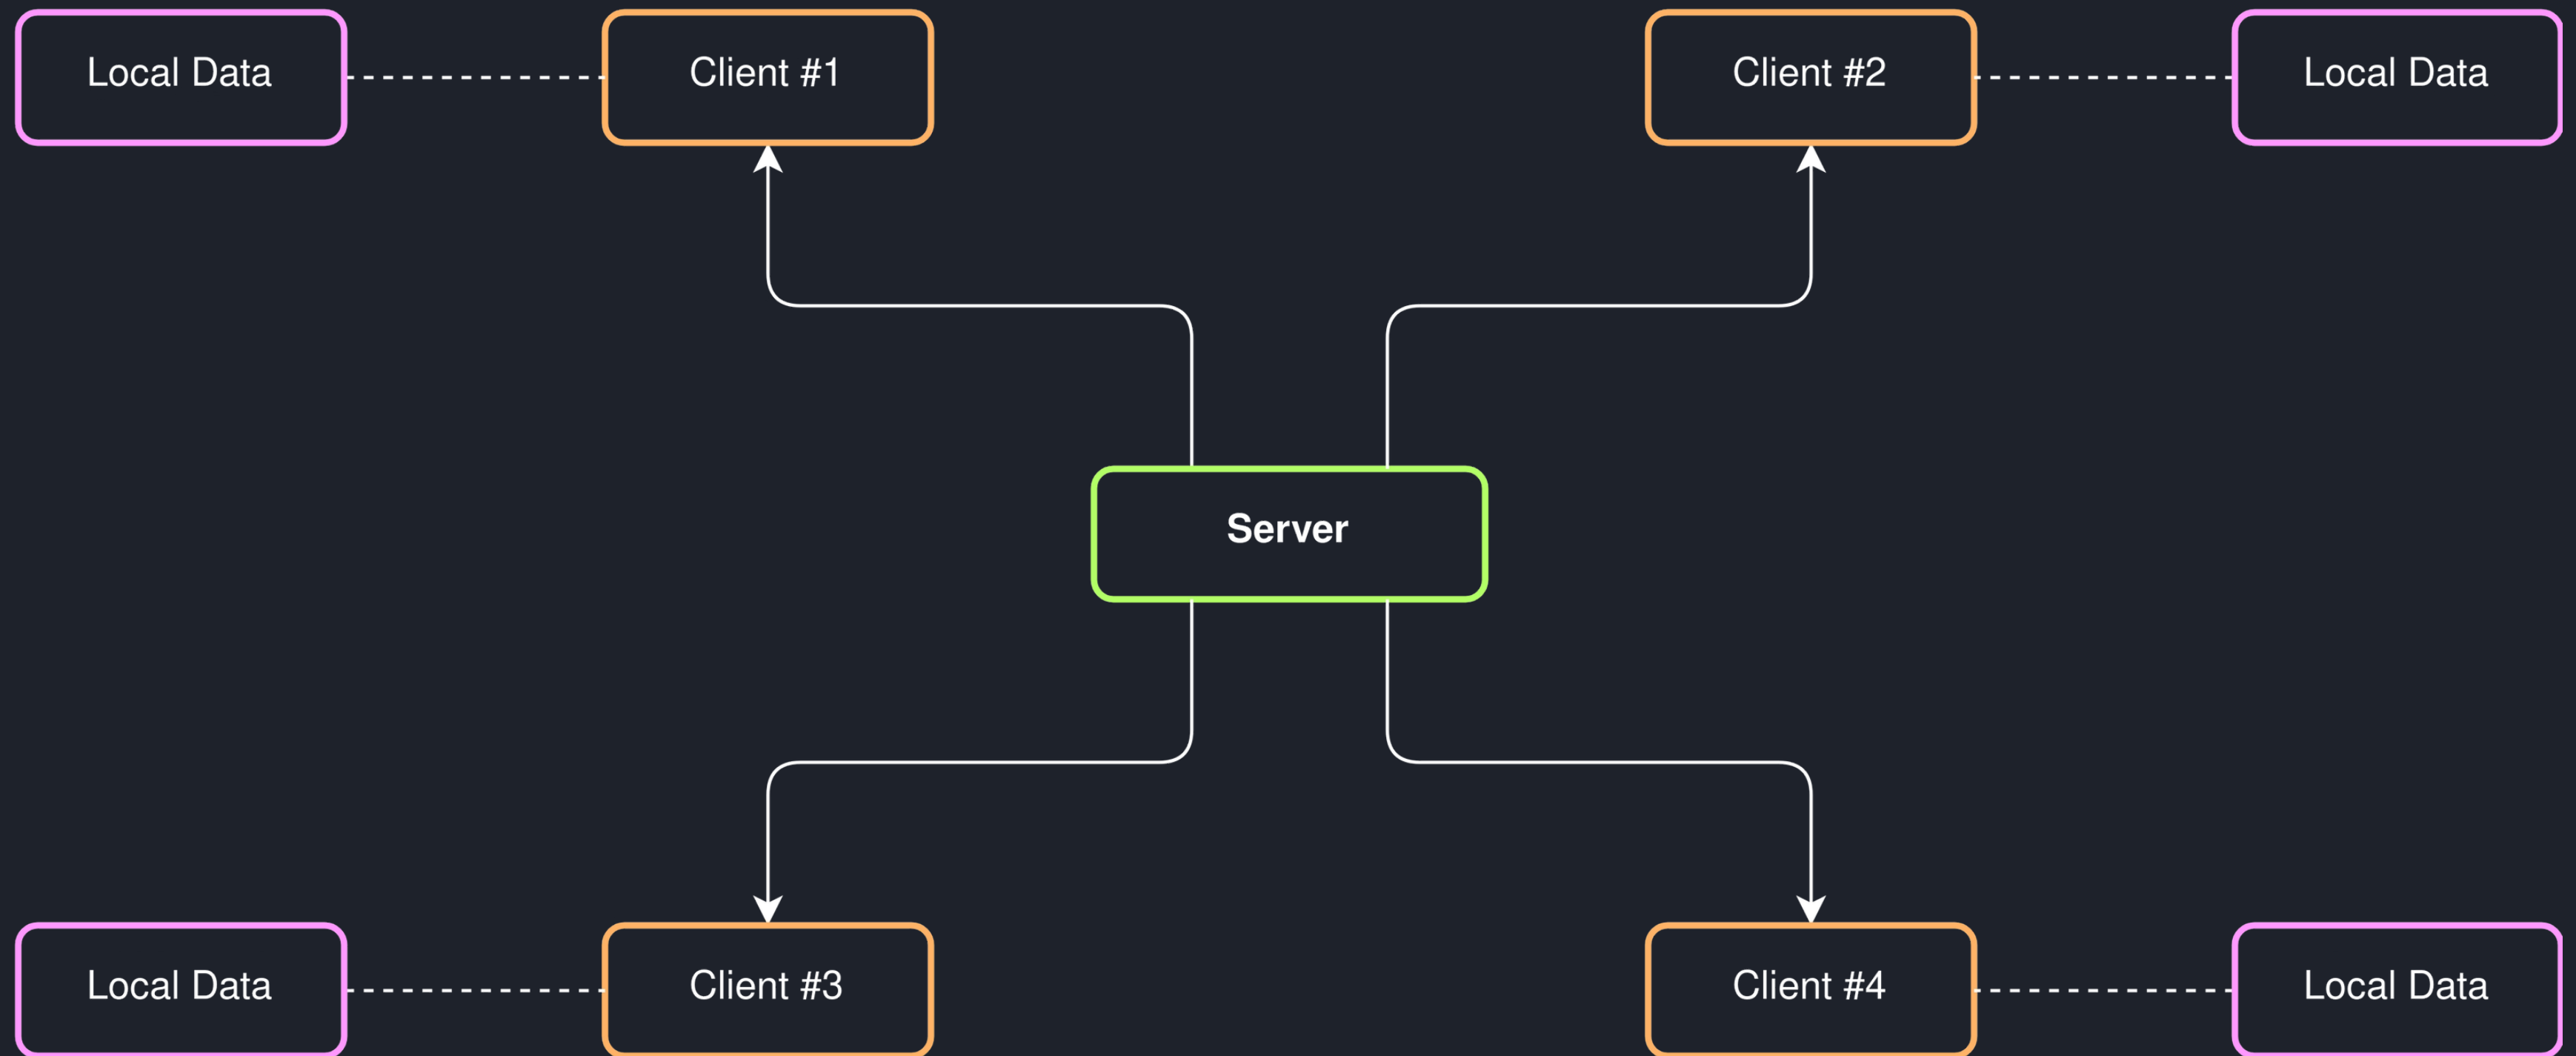 Local Data
Client #1
Client #2
Local Data
Server
Local Data
Client #3
Client #4
Local Data